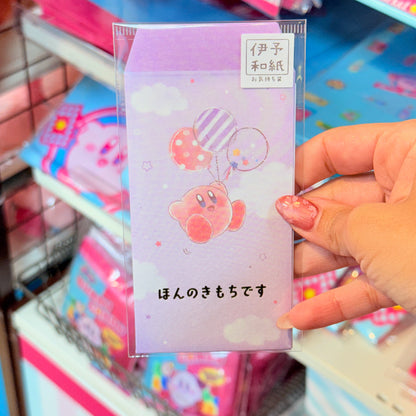 伊予
和紙
お気持ち袋
ほんのきもちです